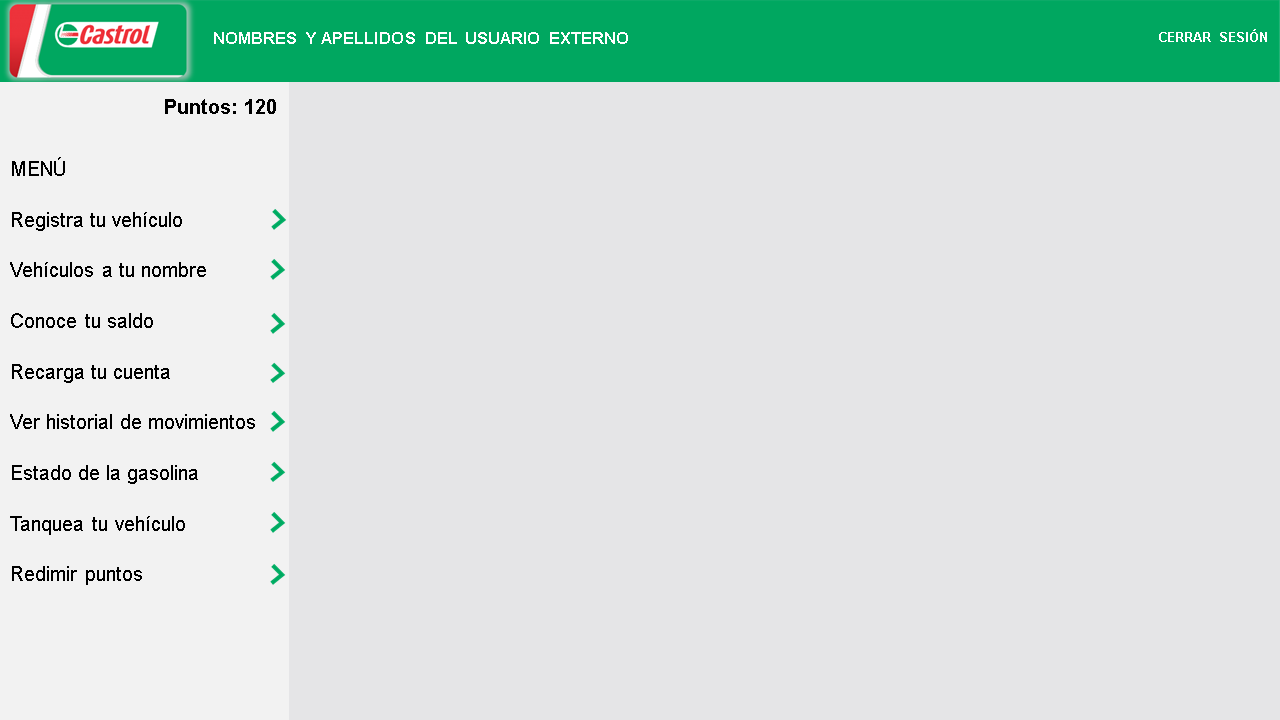 Castrol
NOMBRES Y APELLIDOS DEL USUARIO EXTERNO
CERRAR SESIÓN
Puntos: 120
MENÚ
Registra tu vehículo
Vehículos a tu nombre
Conoce tu saldo
Recarga tu cuenta
Ver historial de movimientos
Estado de la gasolina
Tanquea tu vehículo
Redimir puntos